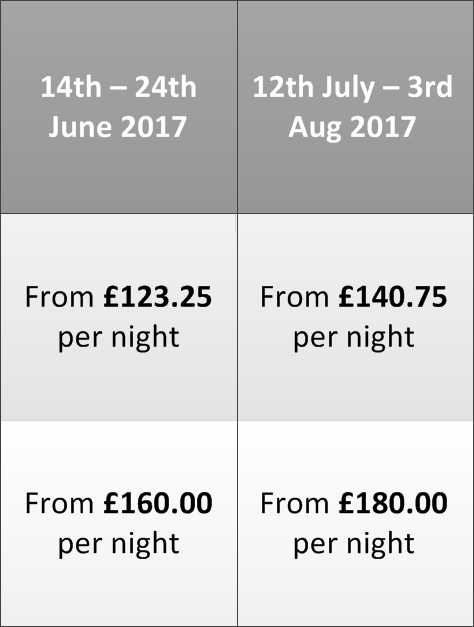 14th – 24th
June 2017
12th July – 3rd
Aug 2017
From £123.25
per night
From £140.75
per night
From £160.00
per night
From £180.00
per night